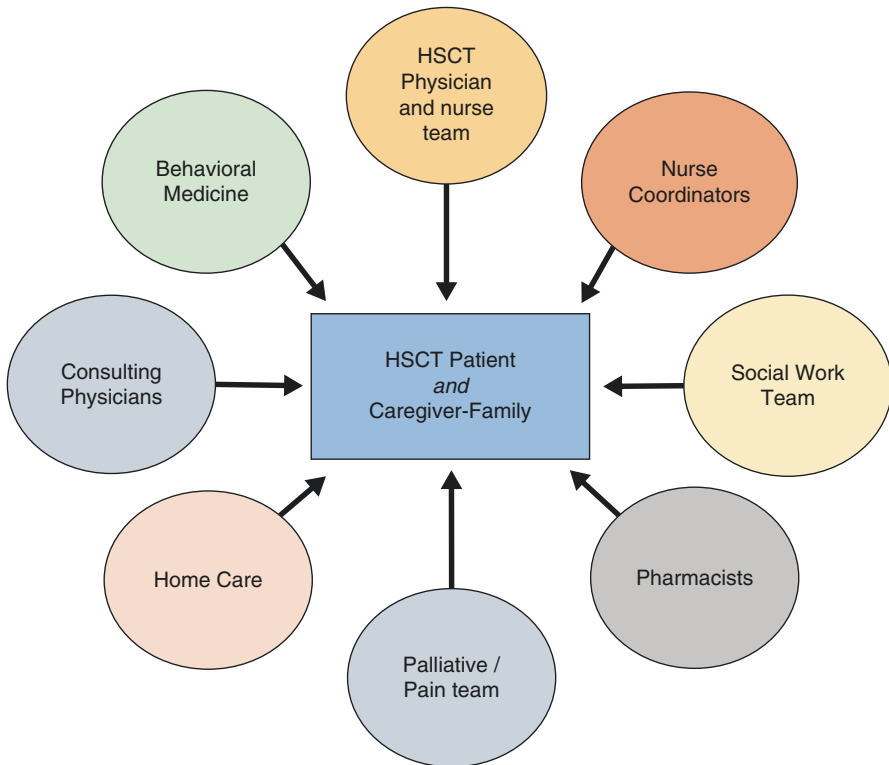 HSCT
Physician
and nurse
team
Behavioral
Medicine
Nurse
Coordinators
Consulting
Physicians
HSCT Patient
and
Caregiver-Family
Social Work
Team
Home Care
Pharmacists
Palliative /
Pain team